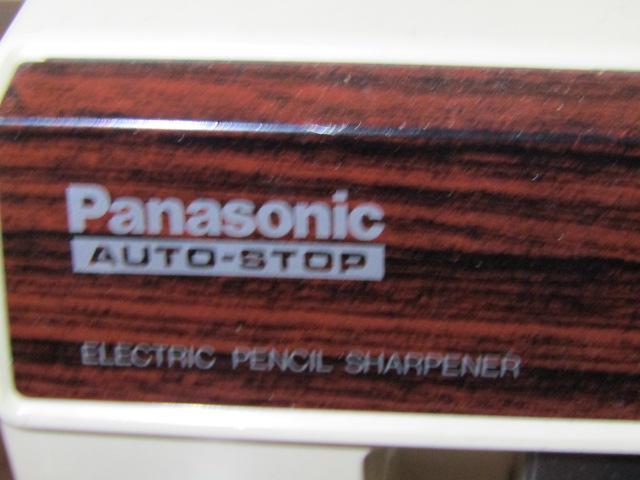 Panasonic
AUTO-STOP
ELECTRIC PENCIL SHARPENER